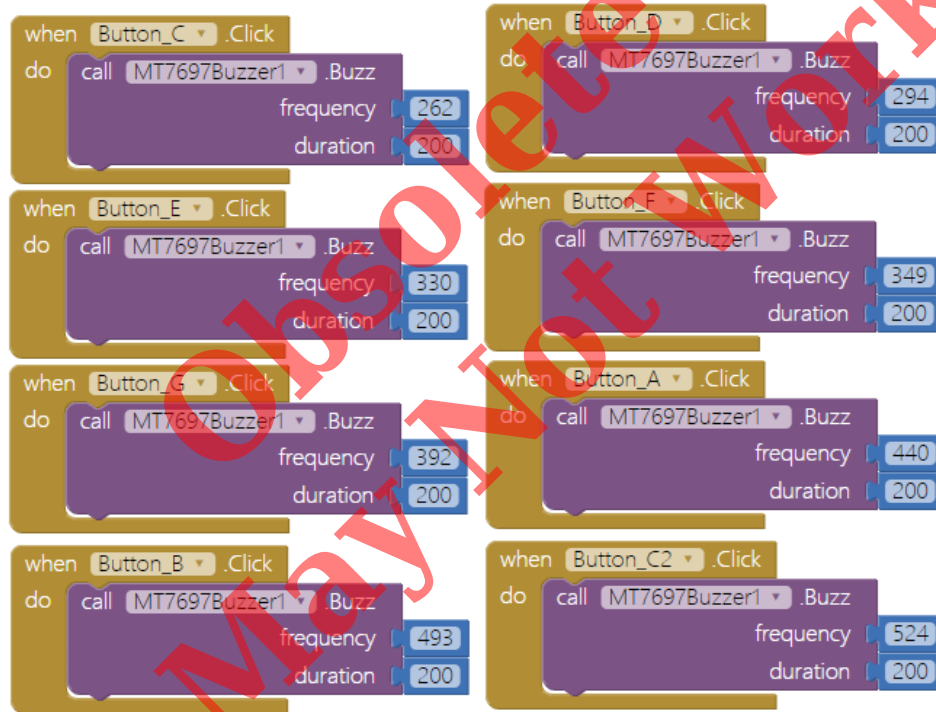 when Button_C .Click
do call MT7697Buzzer1 .Buzz
frequency 262
duration 200
when Button_D .Click
do call MT7697Buzzer1 .Buzz
frequency 294
duration 200
when Button_E .Click
do call MT7697Buzzer1 .Buzz
frequency 330
duration 200
when Button_F .Click
do call MT7697Buzzer1 .Buzz
frequency 349
duration 200
when Button_G .Click
do call MT7697Buzzer1 .Buzz
frequency 392
duration 200
when Button_A .Click
do call MT7697Buzzer1 .Buzz
frequency 440
duration 200
when Button_B .Click
do call MT7697Buzzer1 .Buzz
frequency 493
duration 200
when Button_C2 .Click
do call MT7697Buzzer1 .Buzz
frequency 524
duration 200
Obsolete
May Not Work